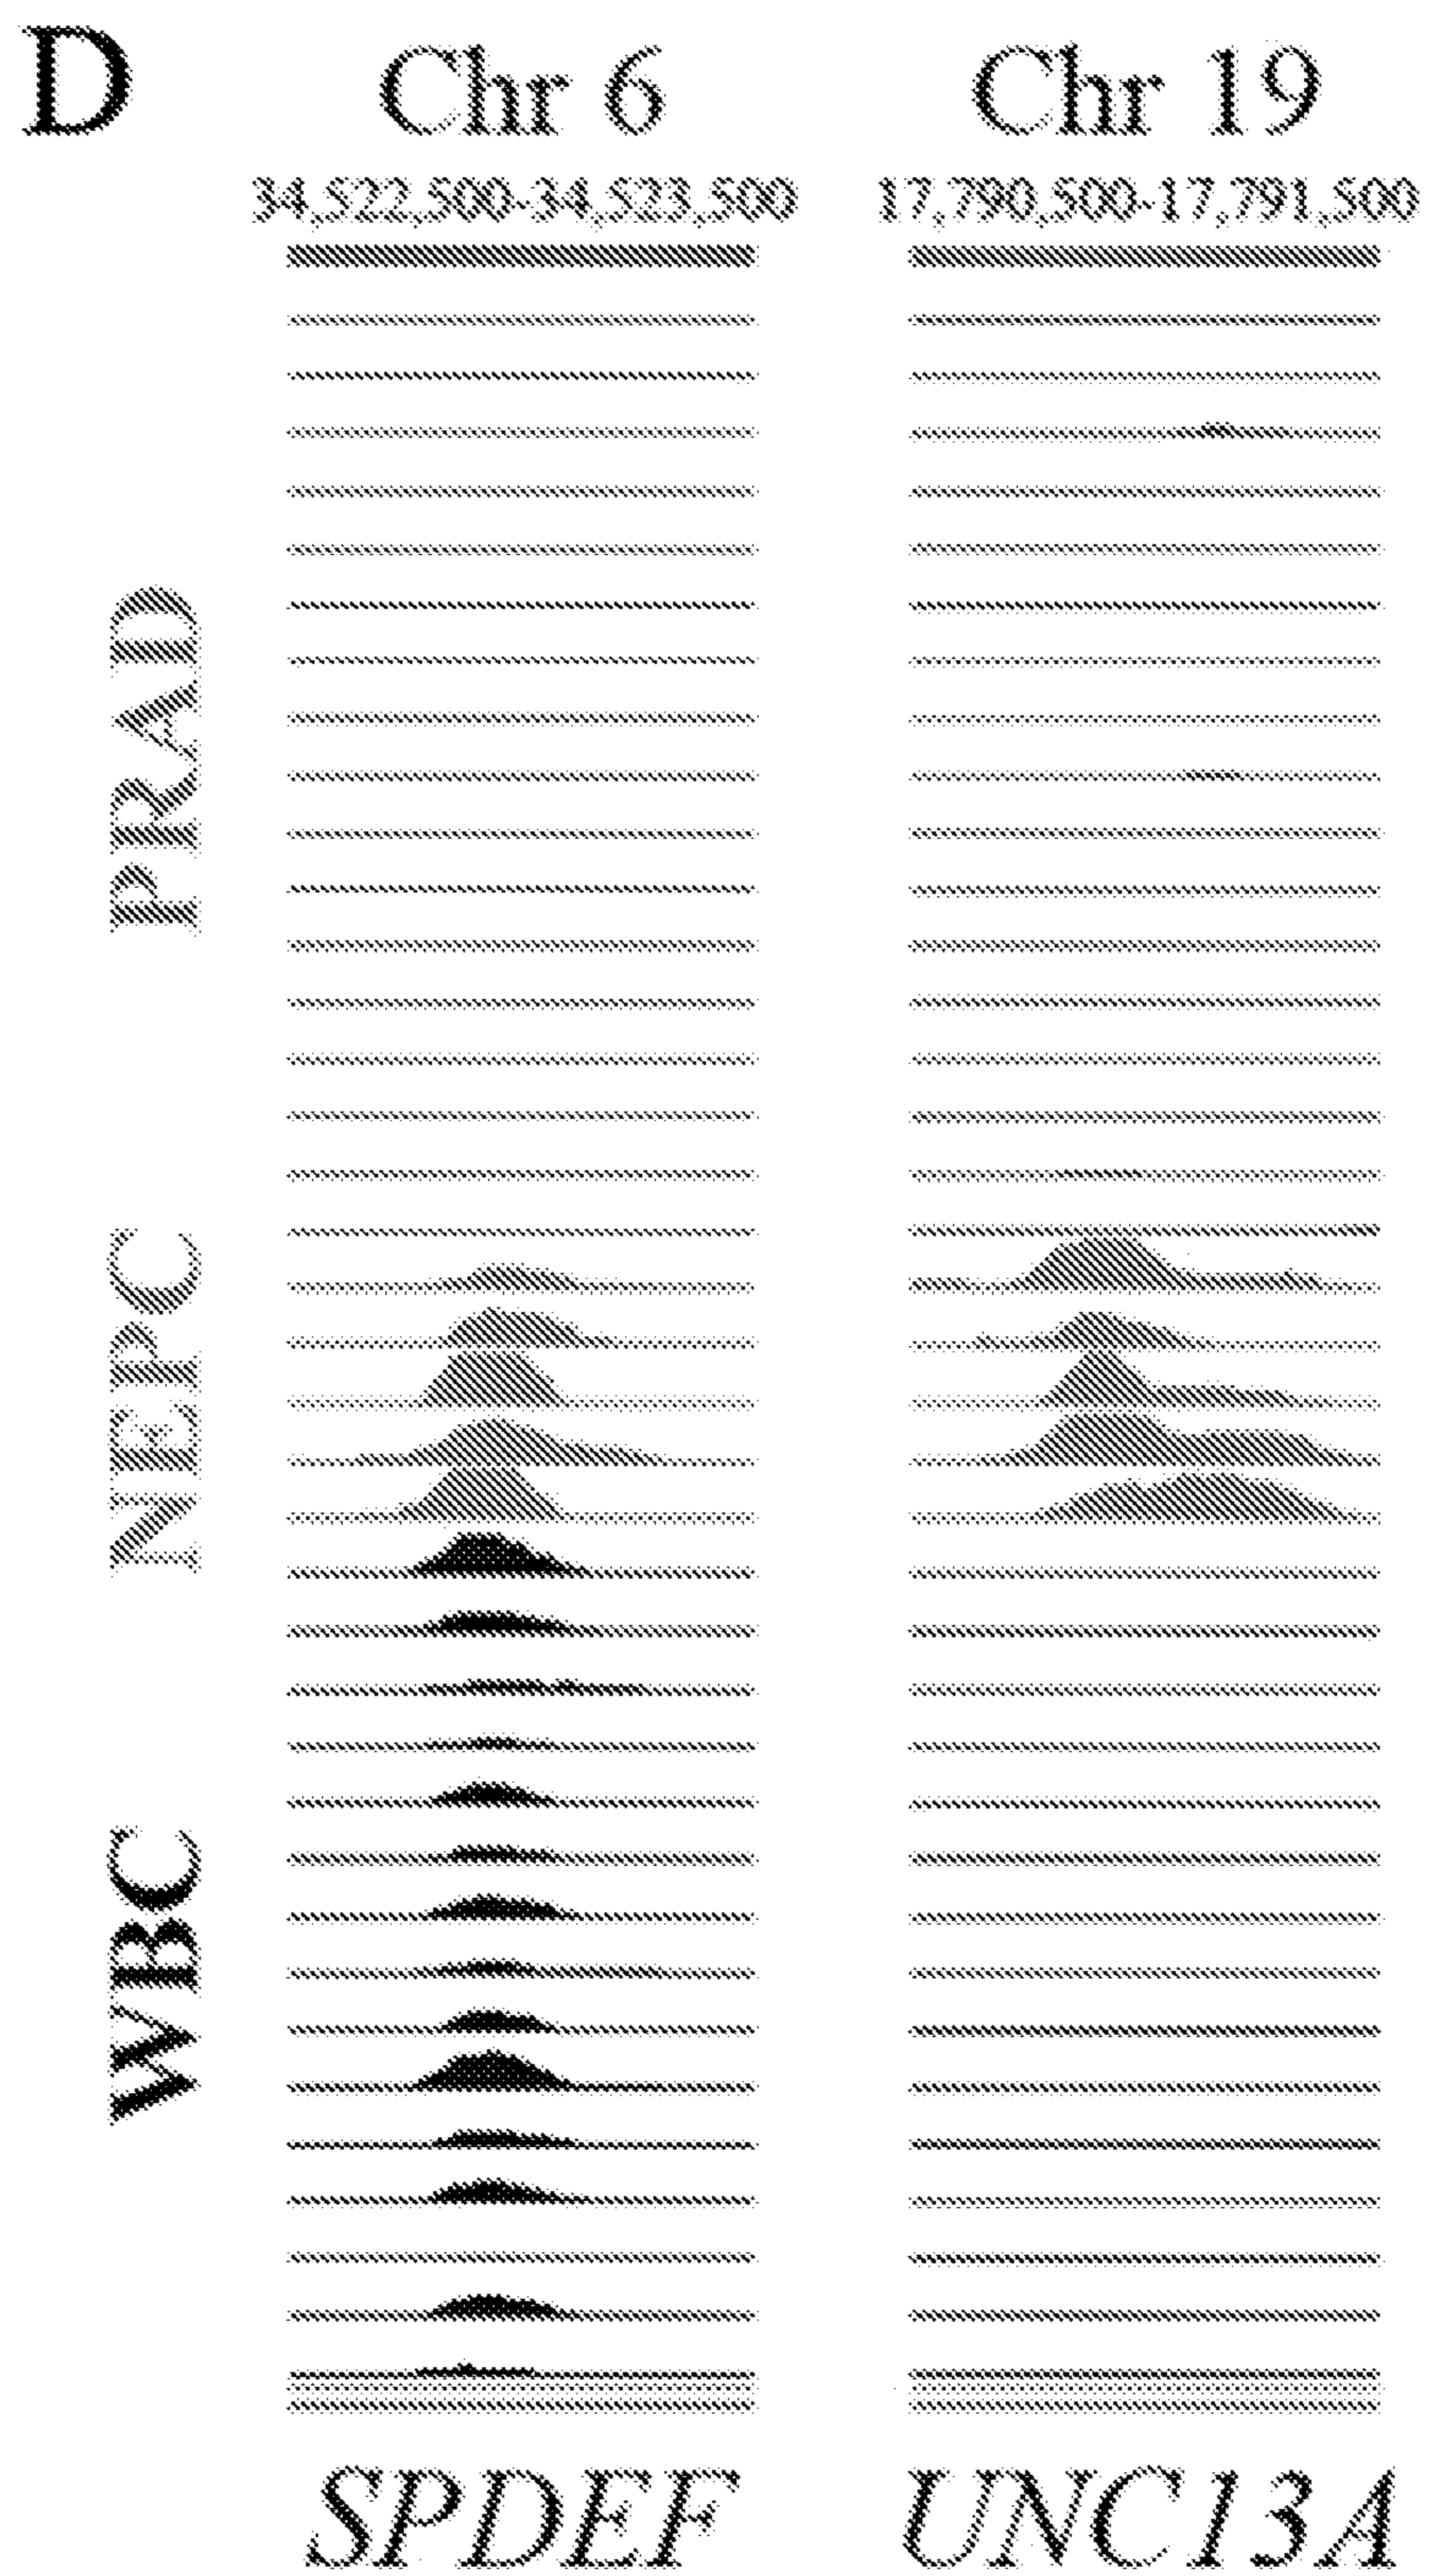 D
Chr 6 Chr 19
34,522,500-34,523,500 17,790,500-17,791,500
PRAD
NEPC
WBC
SPDEF UNC13A